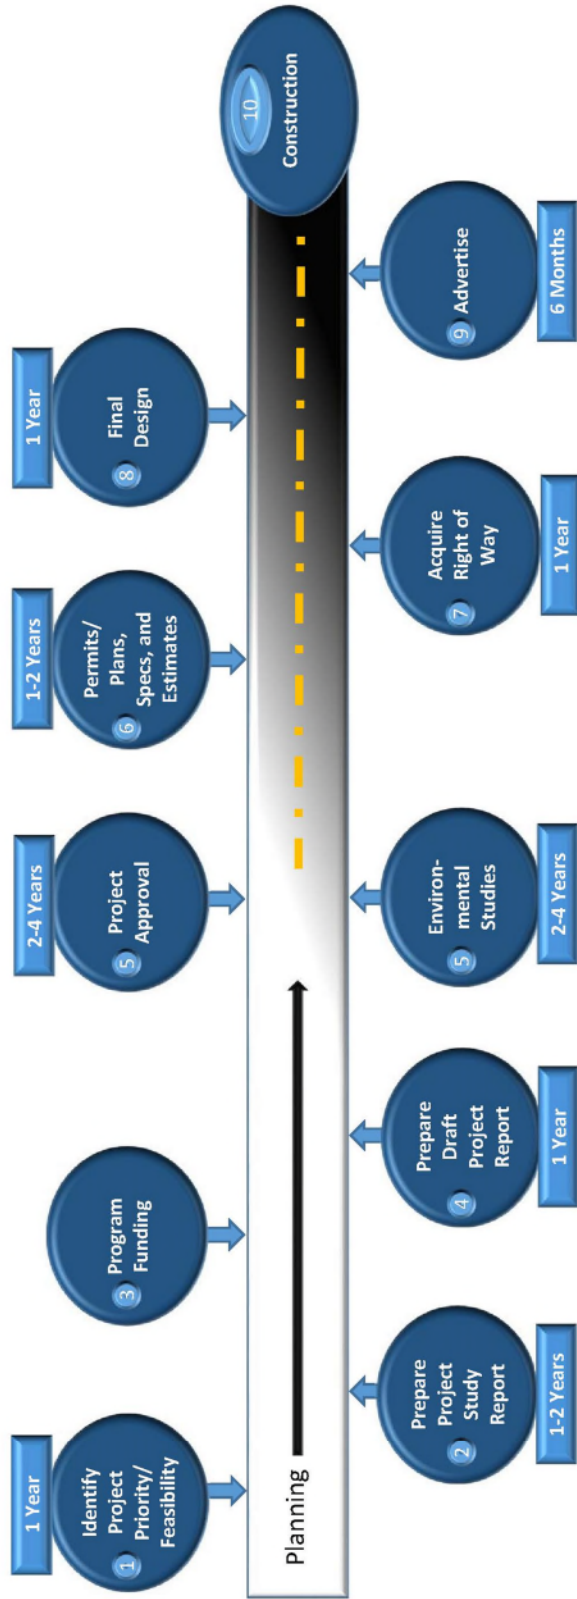 1 Year
1
Identify
Project
Priority/
Feasibility
2
Prepare
Project
Study
Report
1-2 Years
3
Program
Funding
4
Prepare
Draft
Project
Report
1 Year
2-4 Years
5
Project
Approval
5
Environ-
mental
Studies
2-4 Years
1-2 Years
6
Permits/
Plans,
Specs, and
Estimates
7
Acquire
Right of
Way
1 Year
1 Year
8
Final
Design
9
Advertise
6 Months
10
Construction
Planning